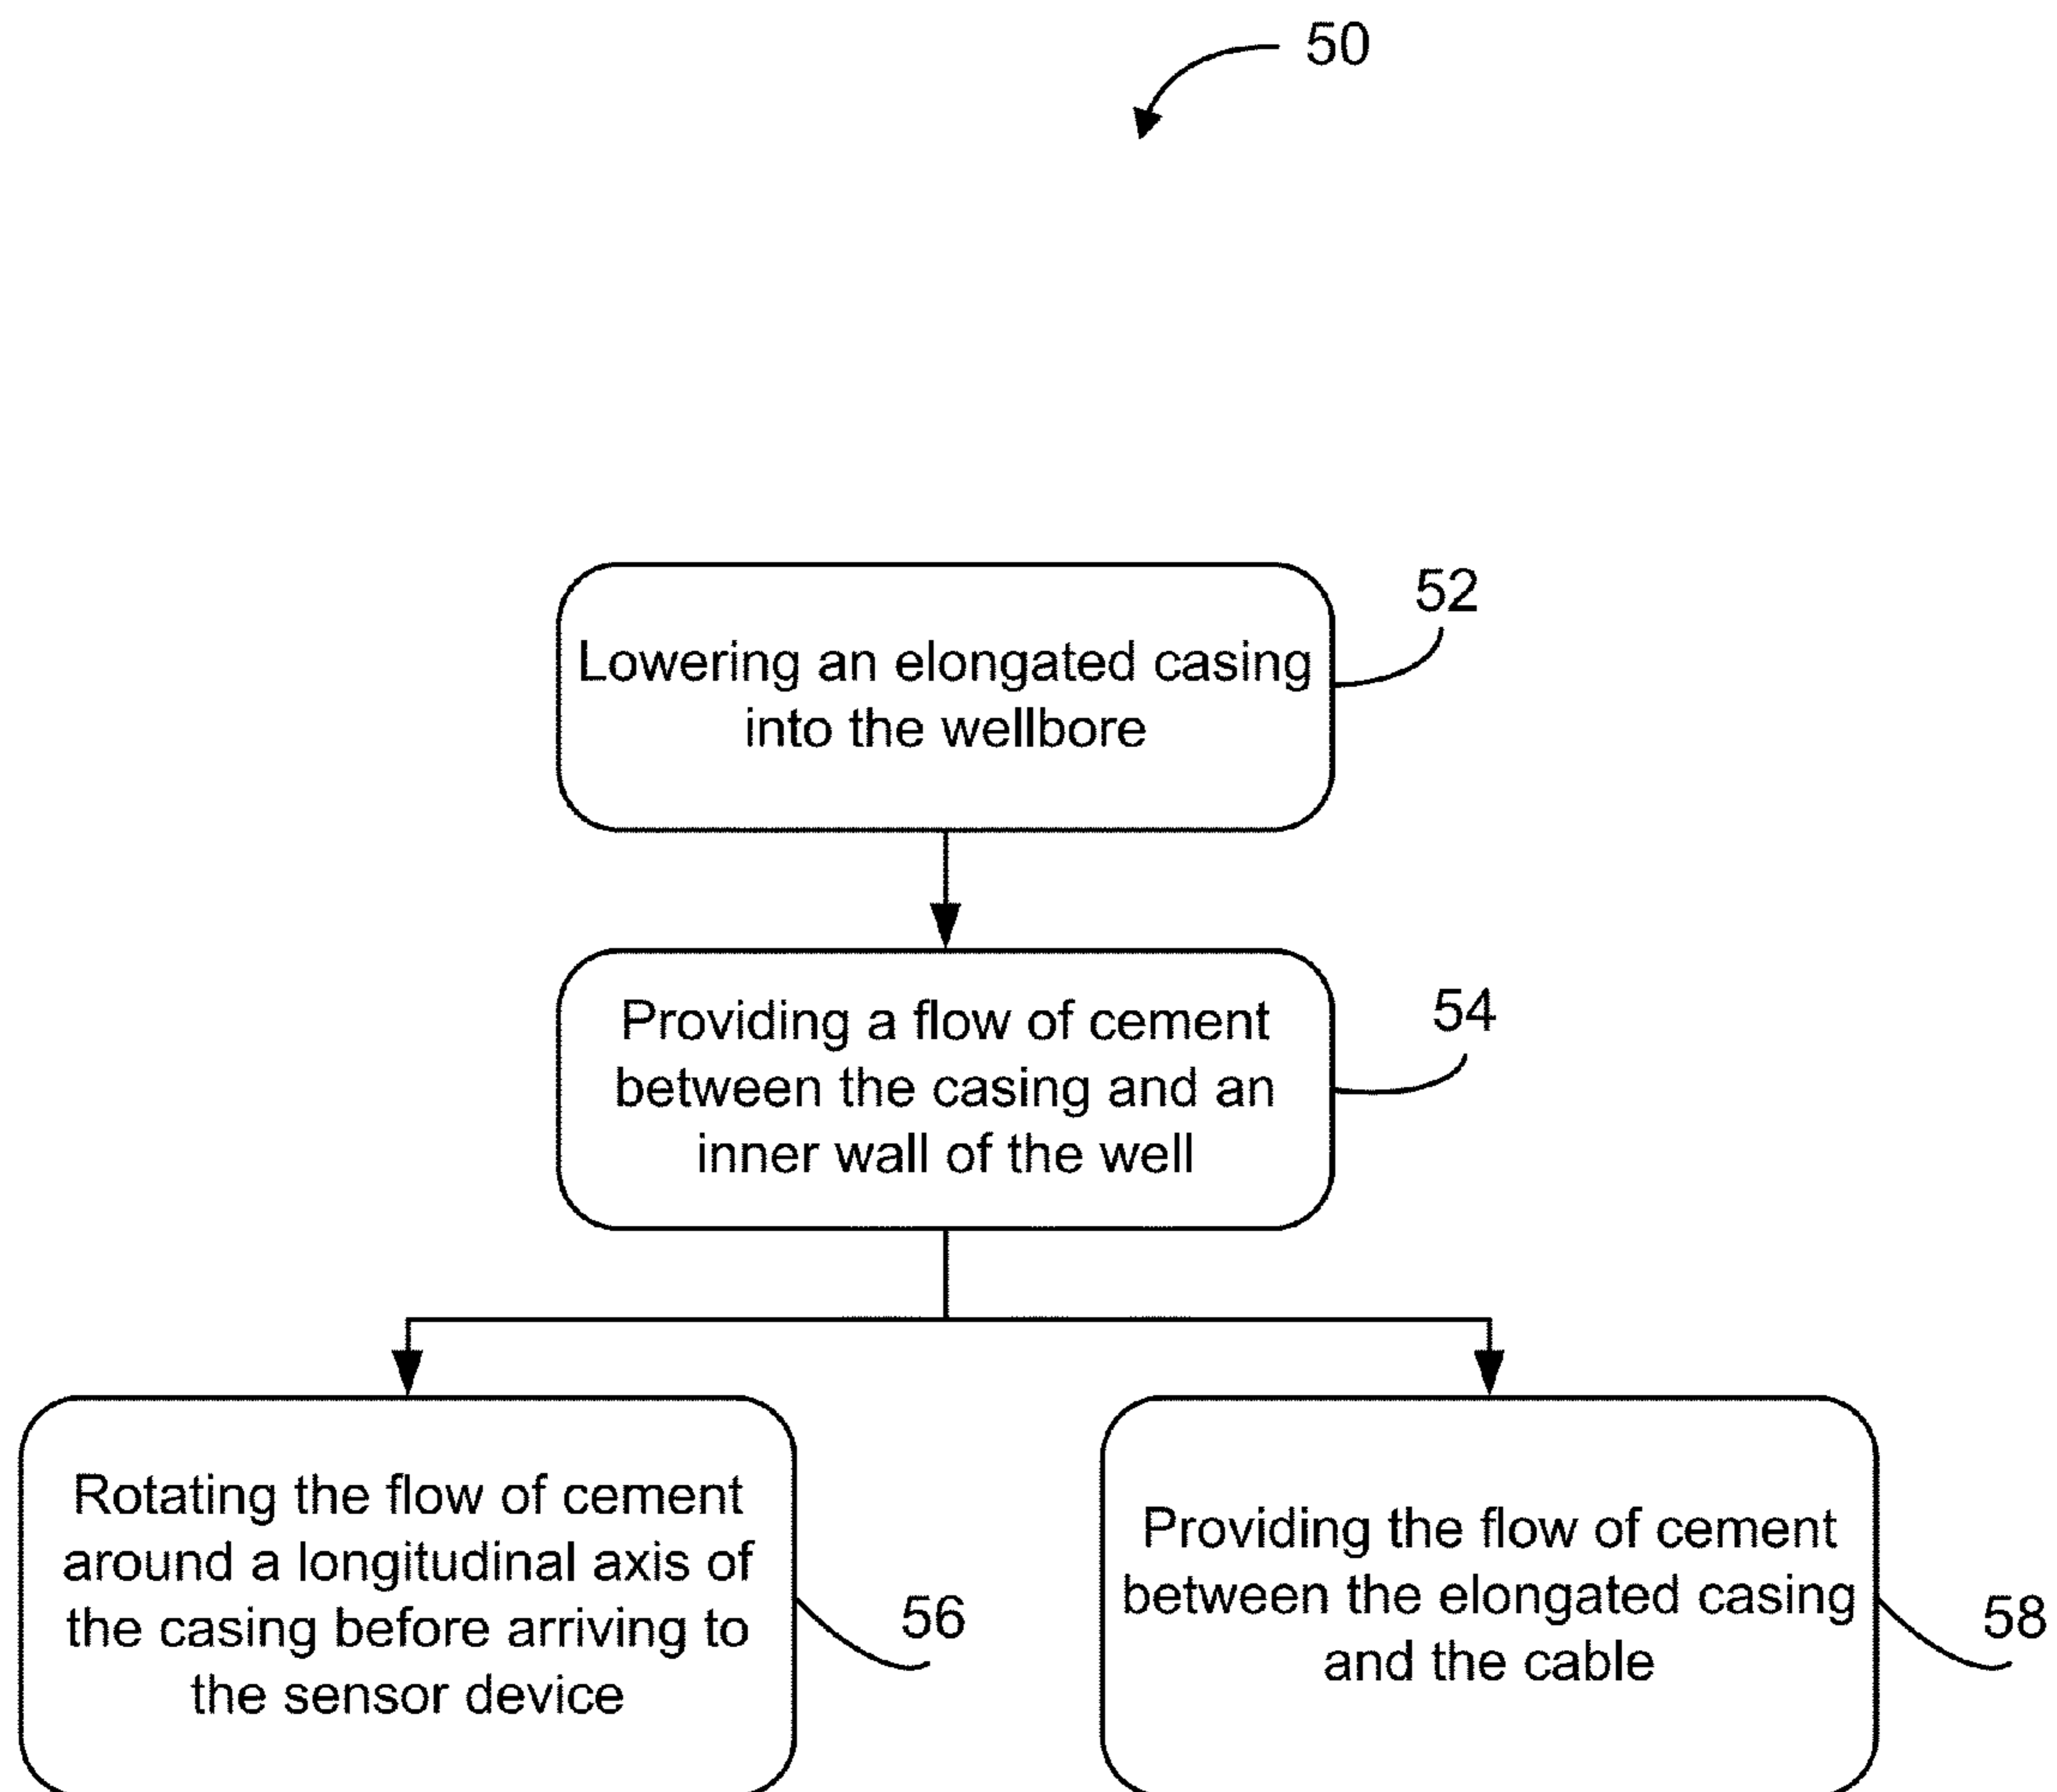 50
52
Lowering an elongated casing
into the wellbore
54
Providing a flow of cement
between the casing and an
inner wall of the well
Rotating the flow of cement
around a longitudinal axis of
the casing before arriving to
the sensor device
56
Providing the flow of cement
between the elongated casing
and the cable
58